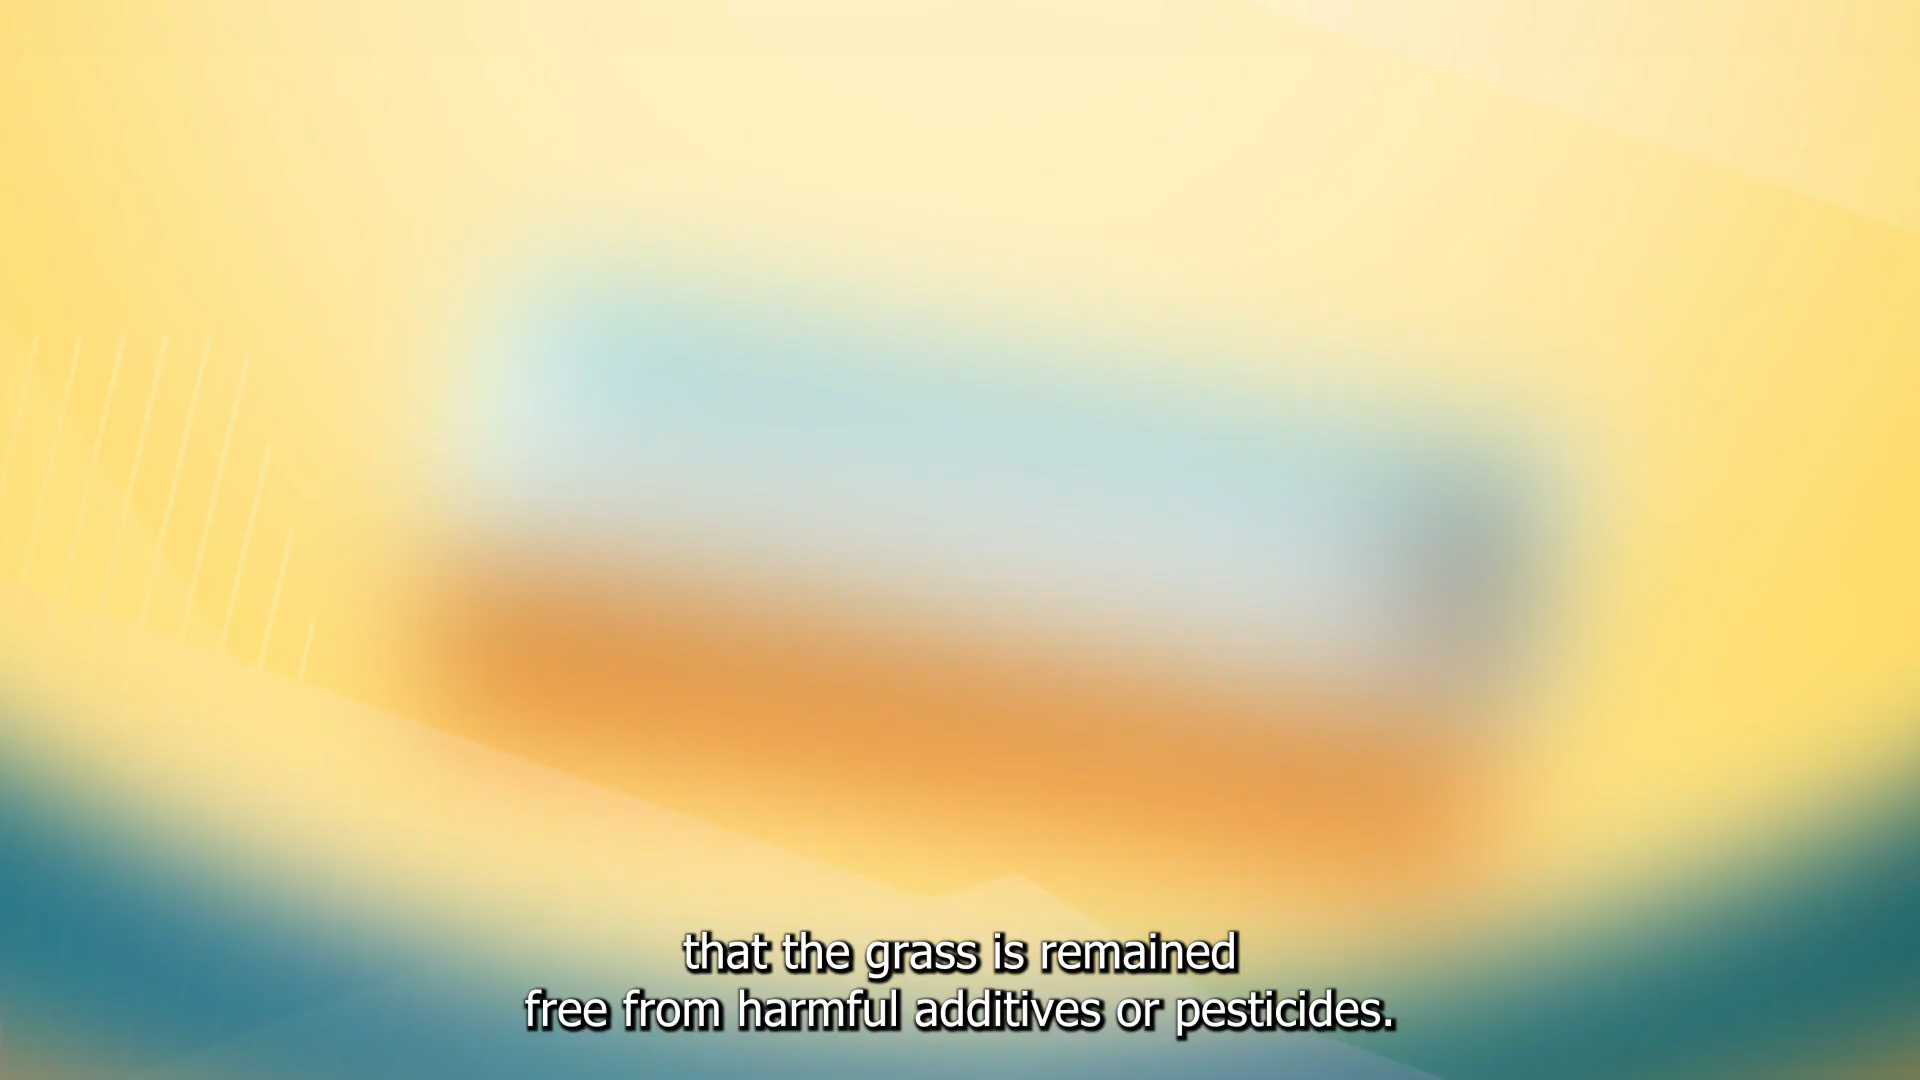 that the grass is remained
free from harmful additives or pesticides.